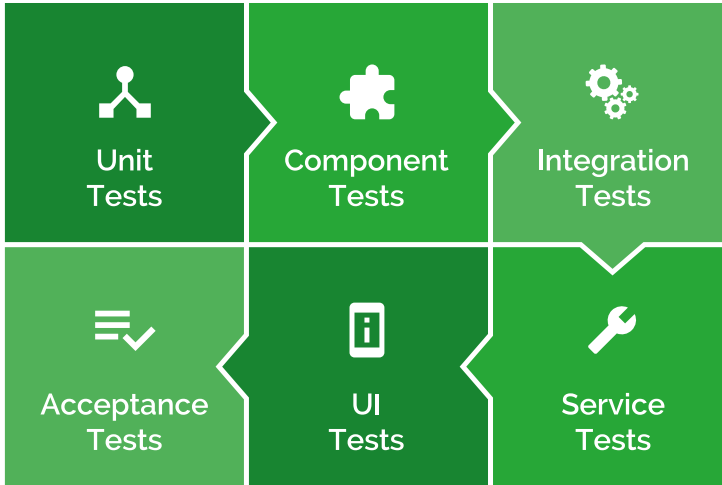 Unit
Tests
Component
Tests
Integration
Tests
Acceptance
Tests
UI
Tests
Service
Tests